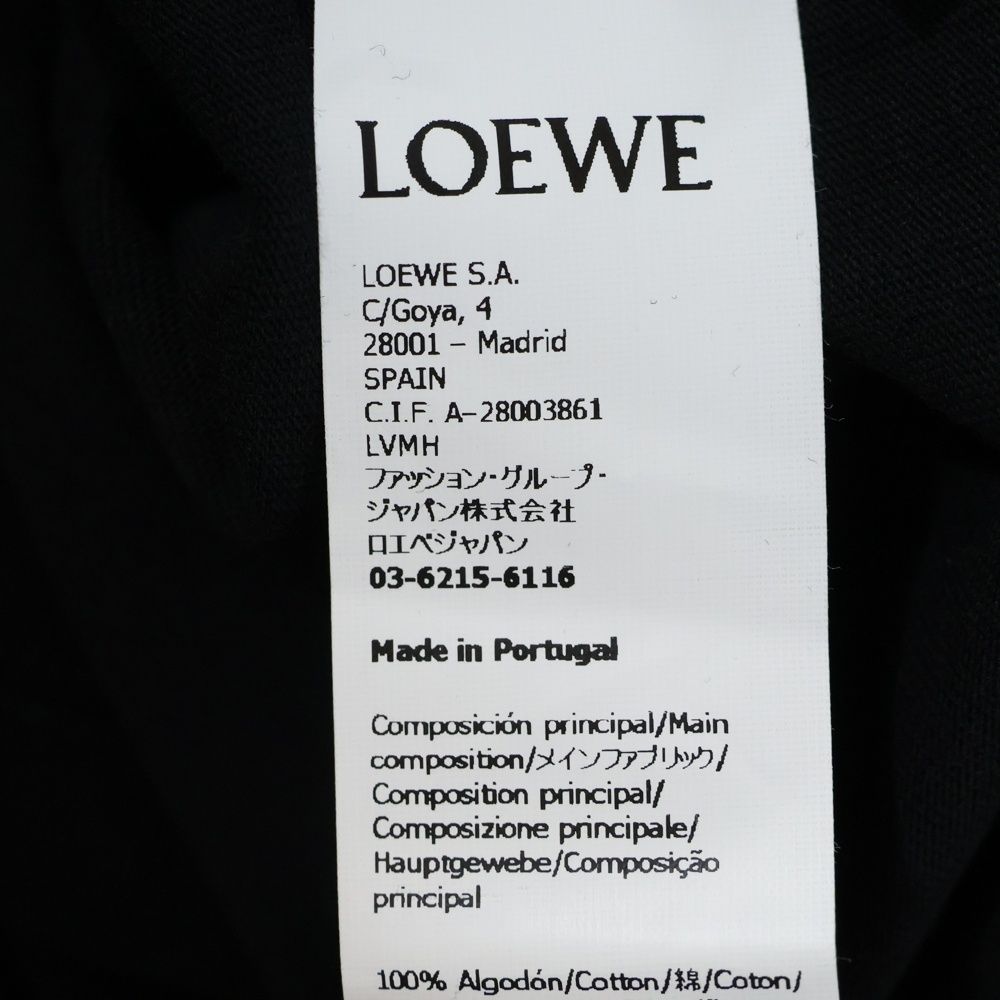 LOEWE
LOEWE S.A.
C/Goya, 4
28001 – Madrid
SPAIN
C.I.F. A-28003861
LVMH
ファッション・グループ・
ジャパン株式会社
ロエベジャパン
03-6215-6116
Made in Portugal
Composición principal/Main
composition/メインファブリック/
Composition principal/
Composizione principale/
Hauptgewebe/Composição
principal
100% Algodón/Cotton/綿/Coton/